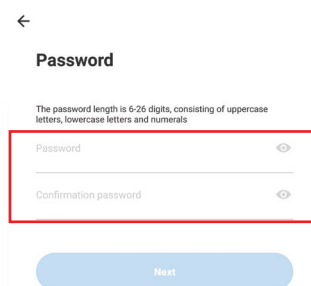 Password
The password length is 6-26 digits, consisting of uppercase
letters, lowercase letters and numerals
Password
Confirmation password
Next